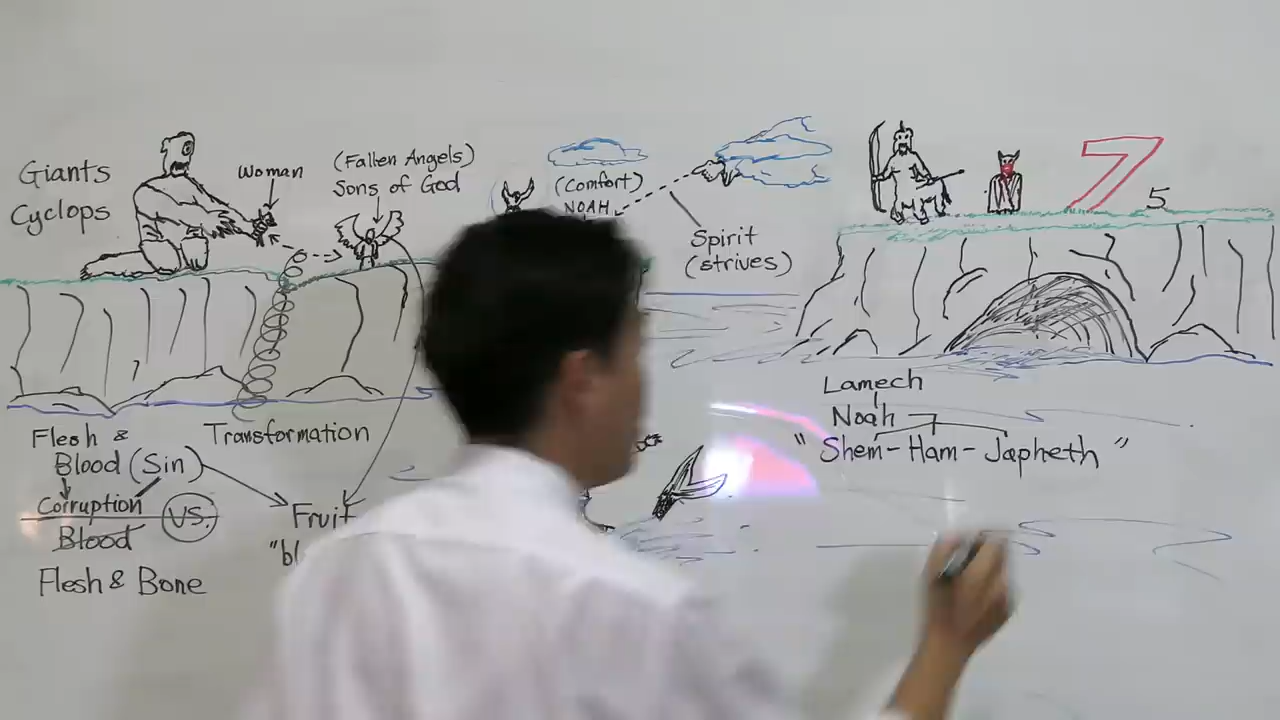 Giants
Cyclops
Woman
(Fallen Angels)
Sons of God
(Comfort)
NOAH
Spirit
(strives)
7
5
Flesh &
Blood (Sin)
Corruption
VS.
Blood
Flesh & Bone
Transformation
Fruit
Lamech
Noah
"Shem-Ham-Japheth"